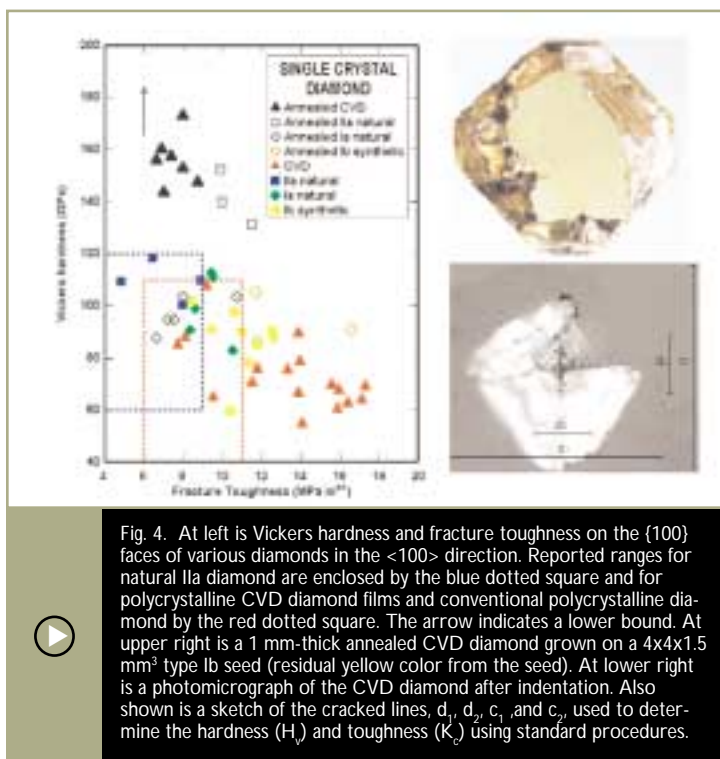 200
180
160
140
120
100
80
60
40
Vickers hardness (GPa)
SINGLE CRYSTAL
DIAMOND
Annealed CVD
Annealed IIa natural
Annealed Ia natural
Annealed Ib synthetic
CVD
IIa natural
Ia natural
Ib synthetic
4 6 8 10 12 14 16 18 20
Fracture Toughness (MPa m
Fig. 4. At left is Vickers hardness and fracture toughness on the {100}
faces of various diamonds in the <100> direction. Reported ranges for
natural IIa diamond are enclosed by the blue dotted square and for
polycrystalline CVD diamond films and conventional polycrystalline dia-
mond by the red dotted square. The arrow indicates a lower bound. At
upper right is a 1 mm-thick annealed CVD diamond grown on a 4x4x1.5
mm³ type Ib seed (residual yellow color from the seed). At lower right
is a photomicrograph of the CVD diamond after indentation. Also
shown is a sketch of the cracked lines, d₁, d₂, c₁ ,and c₂, used to deter-
mine the hardness (Hᵥ) and toughness (K_c) using standard procedures.